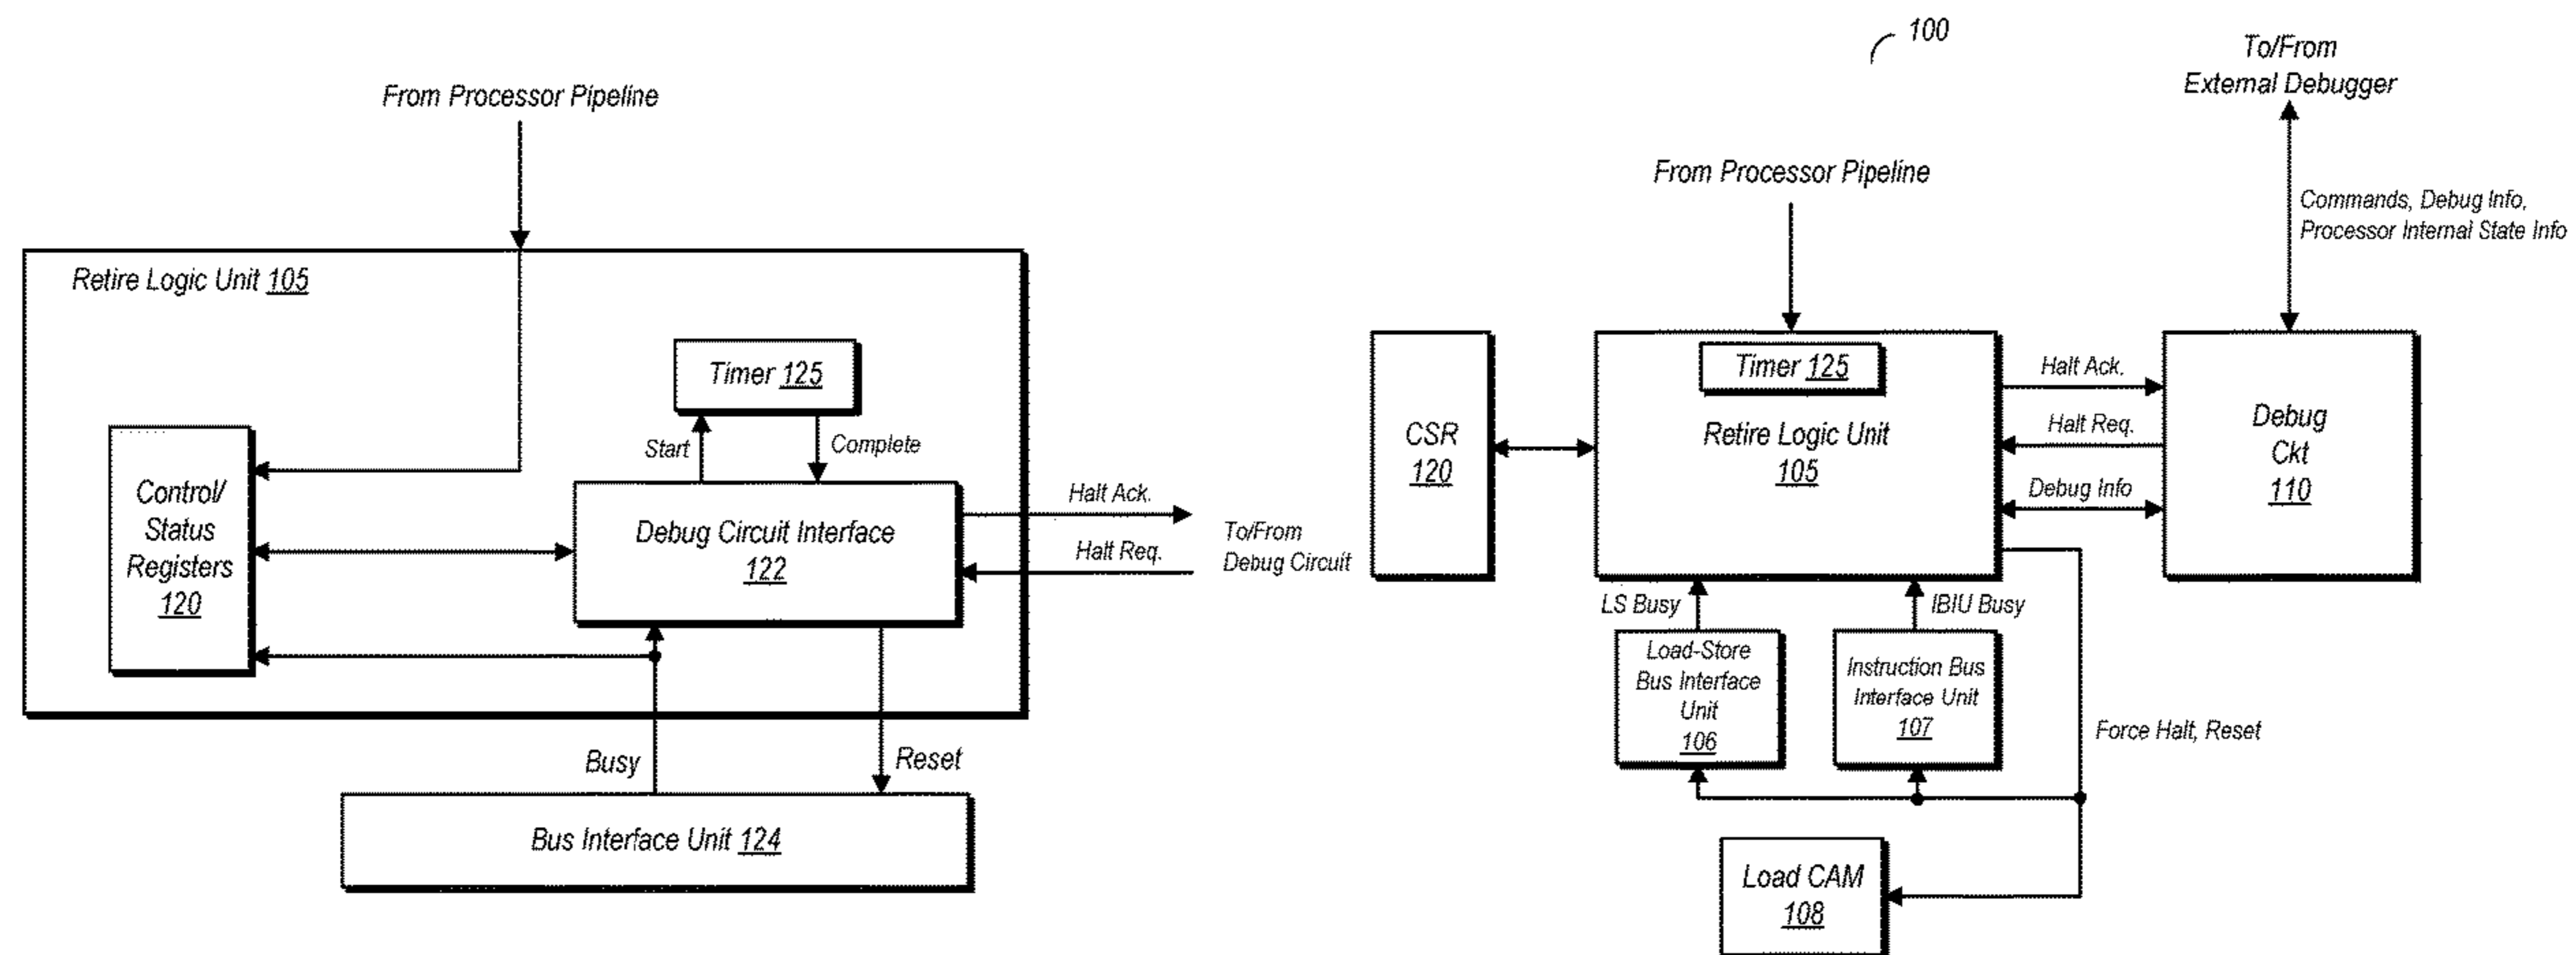 From Processor Pipeline
Retire Logic Unit 105
Timer 125
Start
Complete
Control/
Status
Registers
120
Debug Circuit Interface
122
Halt Ack.
Halt Req.
To/From
Debug Circuit
Busy
Reset
Bus Interface Unit 124
100
To/From
External Debugger
From Processor Pipeline
Commands, Debug Info,
Processor Internal State Info
CSR
120
Timer 125
Retire Logic Unit
105
Halt Ack.
Halt Req.
Debug Info
Debug
Ckt
110
LS Busy
IBIU Busy
Load-Store
Bus Interface
Unit
106
Instruction Bus
Interface Unit
107
Force Halt, Reset
Load CAM
108